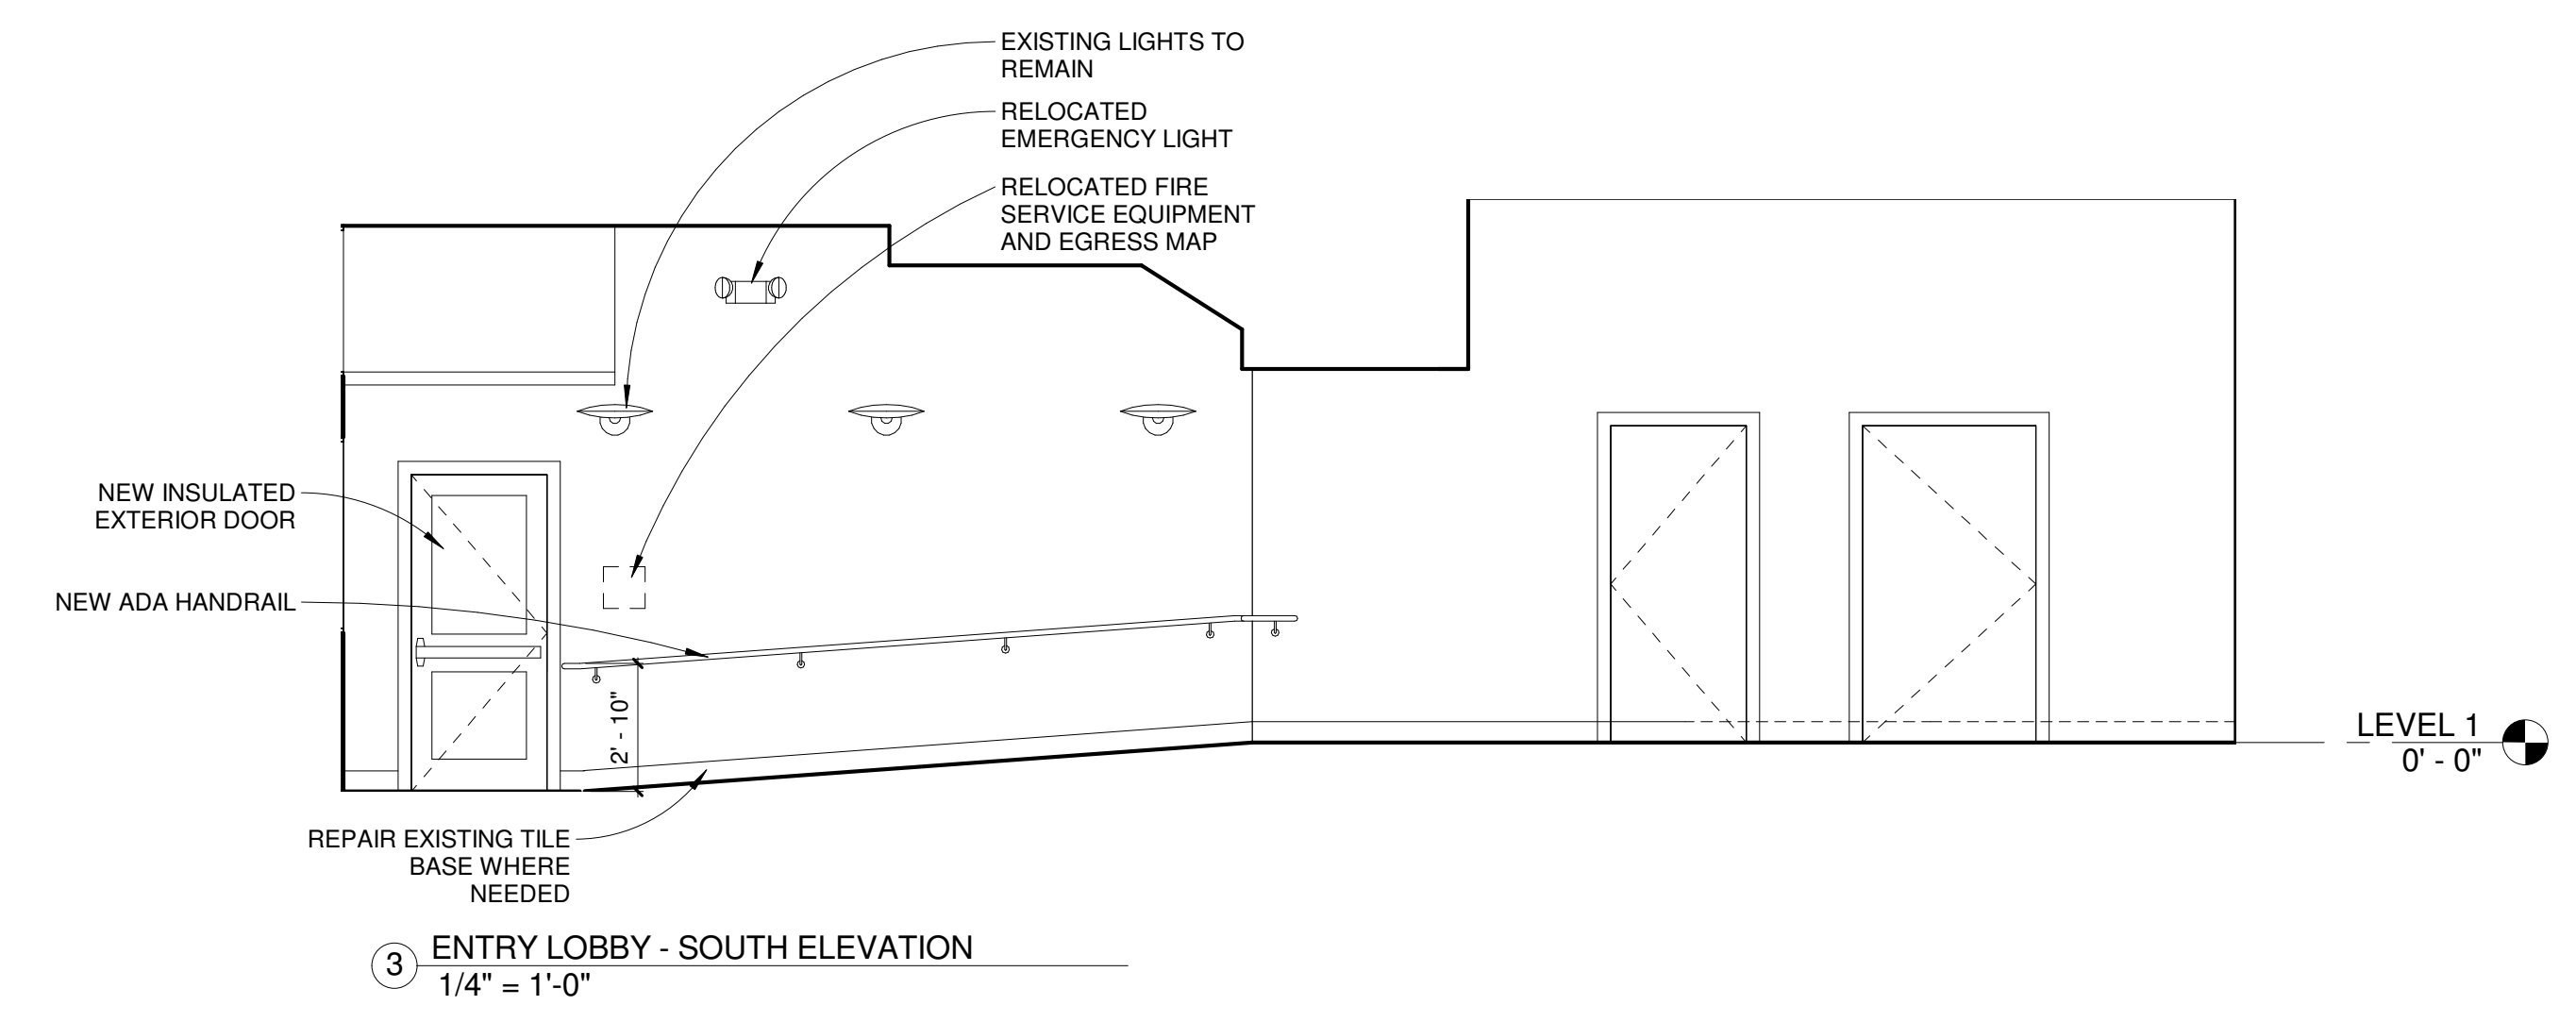 EXISTING LIGHTS TO
REMAIN
RELOCATED
EMERGENCY LIGHT
RELOCATED FIRE
SERVICE EQUIPMENT
AND EGRESS MAP
NEW INSULATED
EXTERIOR DOOR
NEW ADA HANDRAIL
2' - 10"
LEVEL 1
0' - 0"
REPAIR EXISTING TILE
BASE WHERE
NEEDED
3 ENTRY LOBBY - SOUTH ELEVATION
1/4" = 1'-0"